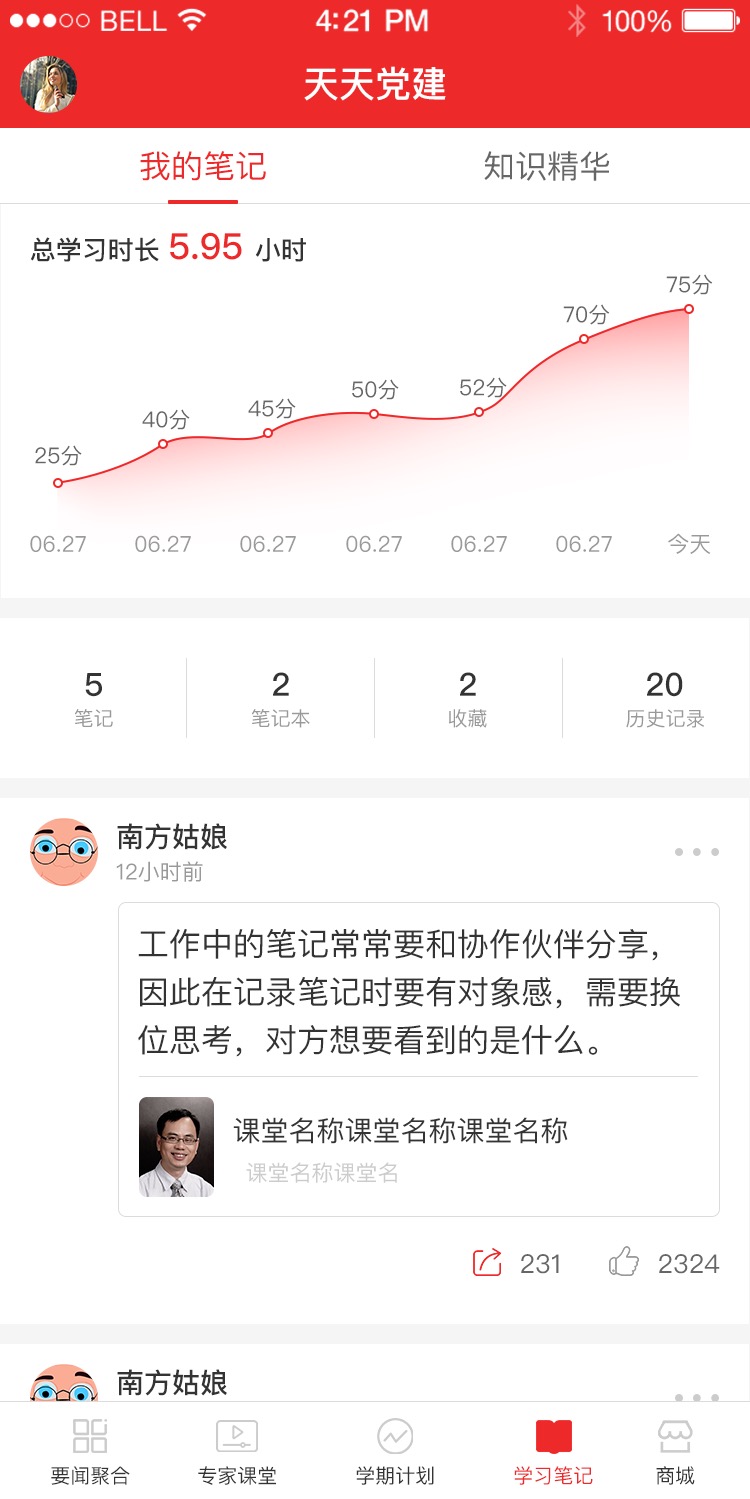 BELL 4:21 PM 100%
天天党建
我的笔记 知识精华
总学习时长 5.95 小时
75分
70分
52分
50分
45分
40分
25分
06.27 06.27 06.27 06.27 06.27 06.27 今天
5 2 2 20
笔记 笔记本 收藏 历史记录
南方姑娘
12小时前
工作中的笔记常常要和协作伙伴分享，
因此在记录笔记时要有对象感，需要换
位思考，对方想要看到的是什么。
课堂名称课堂名称课堂名称
课堂名称课堂名
231 2324
南方姑娘
要闻聚合 专家课堂 学期计划 学习笔记 商城